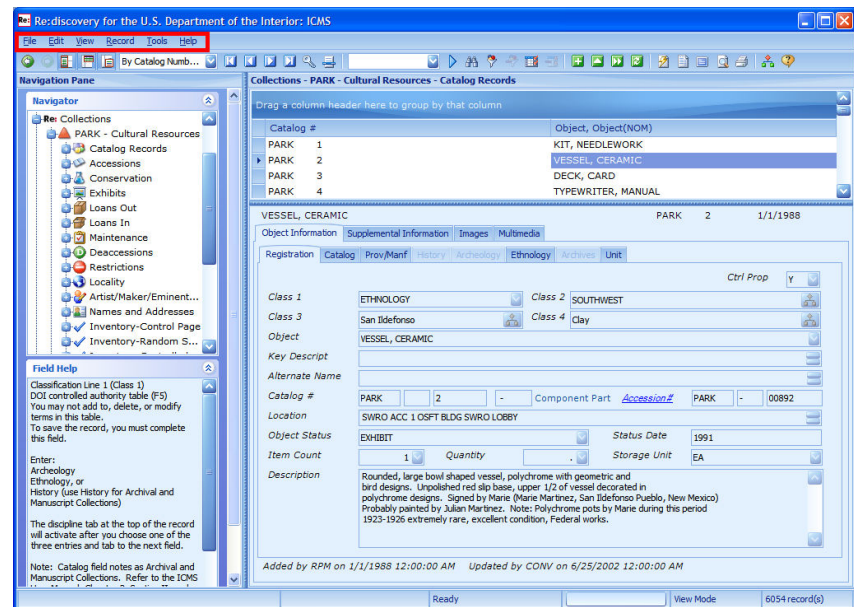 Re: Re:discovery for the U.S. Department of the Interior: ICMS
File Edit View Record Tools Help
By Catalog Numb...
Navigation Pane
Collections - PARK - Cultural Resources - Catalog Records
Navigator
Re: Collections
PARK - Cultural Resources
Catalog Records
Accessions
Conservation
Exhibits
Loans Out
Loans In
Maintenance
Deaccessions
Restrictions
Locality
Artist/Maker/Eminent...
Names and Addresses
Inventory-Control Page
Inventory-Random S...
Field Help
Classification Line 1 (Class 1)
DOI controlled authority table (F5)
You may not add to, delete, or modify
terms in this table.
To save the record, you must complete
this field.
Enter:
Archeology
Ethnology, or
History (use History for Archival and
Manuscript Collections)
The discipline tab at the top of the record
will activate after you choose one of the
three entries and tab to the next field.
Note: Catalog field notes as Archival and
Manuscript Collections. Refer to the ICMS
Drag a column header here to group by that column
Catalog # Object, Object(NOM)
PARK 1 KIT, NEEDLEWORK
PARK 2 VESSEL, CERAMIC
PARK 3 DECK, CARD
PARK 4 TYPEWRITER, MANUAL
VESSEL, CERAMIC PARK 2 1/1/1988
Object Information Supplemental Information Images Multimedia
Registration Catalog Prov/Manf History Archeology Ethnology Archives Unit
Ctrl Prop Y
Class 1 ETHNOLOGY Class 2 SOUTHWEST
Class 3 San Ildefonso Class 4 Clay
Object VESSEL, CERAMIC
Key Descript
Alternate Name
Catalog # PARK 2 - Component Part Accession# PARK - 00892
Location SWRO ACC 1 OSFT BLDG SWRO LOBBY
Object Status EXHIBIT Status Date 1991
Item Count 1 Quantity . Storage Unit EA
Description Rounded, large bowl shaped vessel, polychrome with geometric and
bird designs. Unpolished red slip base, upper 1/2 of vessel decorated in
polychrome designs. Signed by Marie (Marie Martinez, San Ildefonso Pueblo, New Mexico)
Probably painted by Julian Martinez. Note: Polychrome pots by Marie during this period
1923-1926 extremely rare, excellent condition, Federal works.
Added by RPM on 1/1/1988 12:00:00 AM Updated by CONV on 6/25/2002 12:00:00 AM
Ready View Mode 6054 record(s)